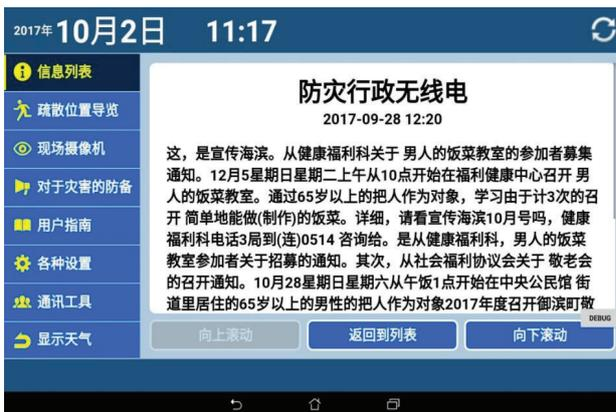 2017年10月2日 11:17
信息列表
疏散位置导览
现场摄像机
对于灾害的防备
用户指南
各种设置
通讯工具
显示天气
防灾行政无线电
2017-09-28 12:20
这，是宣传海滨。从健康福利科关于 男人的饭菜教室的参加者募集
通知。12月5星期日星期二上午从10点开始在福利健康中心召开 男
人的饭菜教室。通过65岁以上的把人作为对象，学习由于计3次的召
开 简单地能做(制作)的饭菜。详细，请看宣传海滨10月号吗，健康
福利科电话3局到(连)0514 咨询给。是从健康福利科，男人的饭菜
教室参加者关于招募的通知。其次，从社会福利协议会关于 敬老会
的召开通知。10月28星期日星期六从午饭1点开始在中央公民馆 街
道里居住的65岁以上的男性的把人作为对象2017年度召开御滨町敬
向上滚动
返回到列表
向下滚动
DEBUG